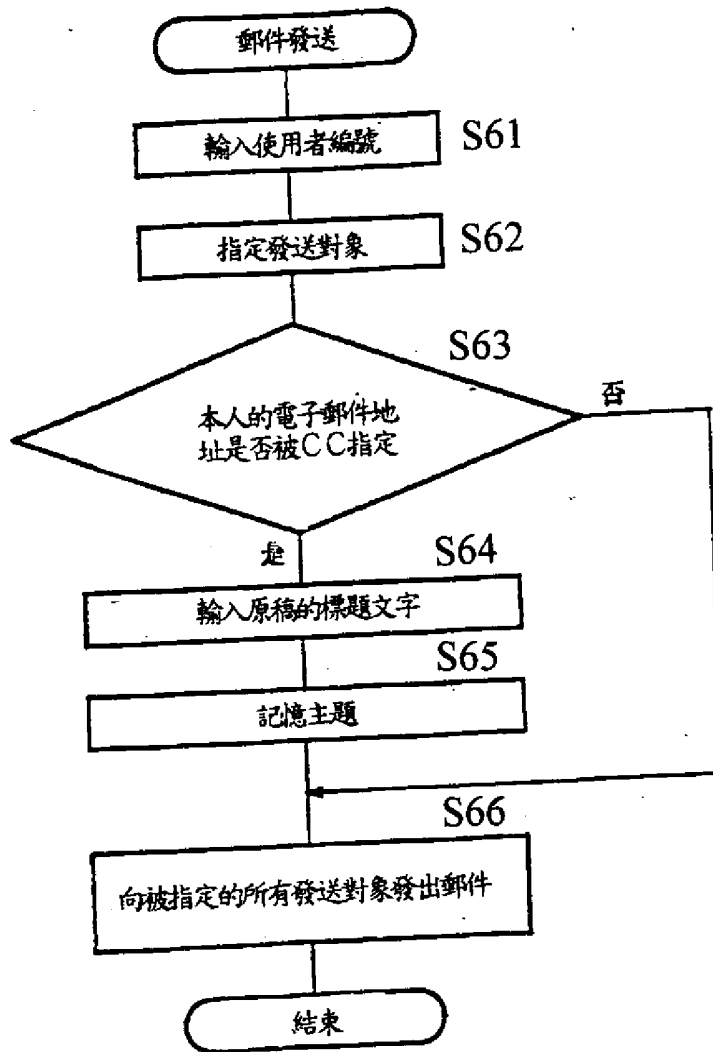 郵件發送
輸入使用者編號
S61
指定發送對象
S62
S63
否
本人的電子郵件地
址是否被CC指定
是
S64
輸入原稿的標題文字
S65
記憶主題
S66
向被指定的所有發送對象發出郵件
結束